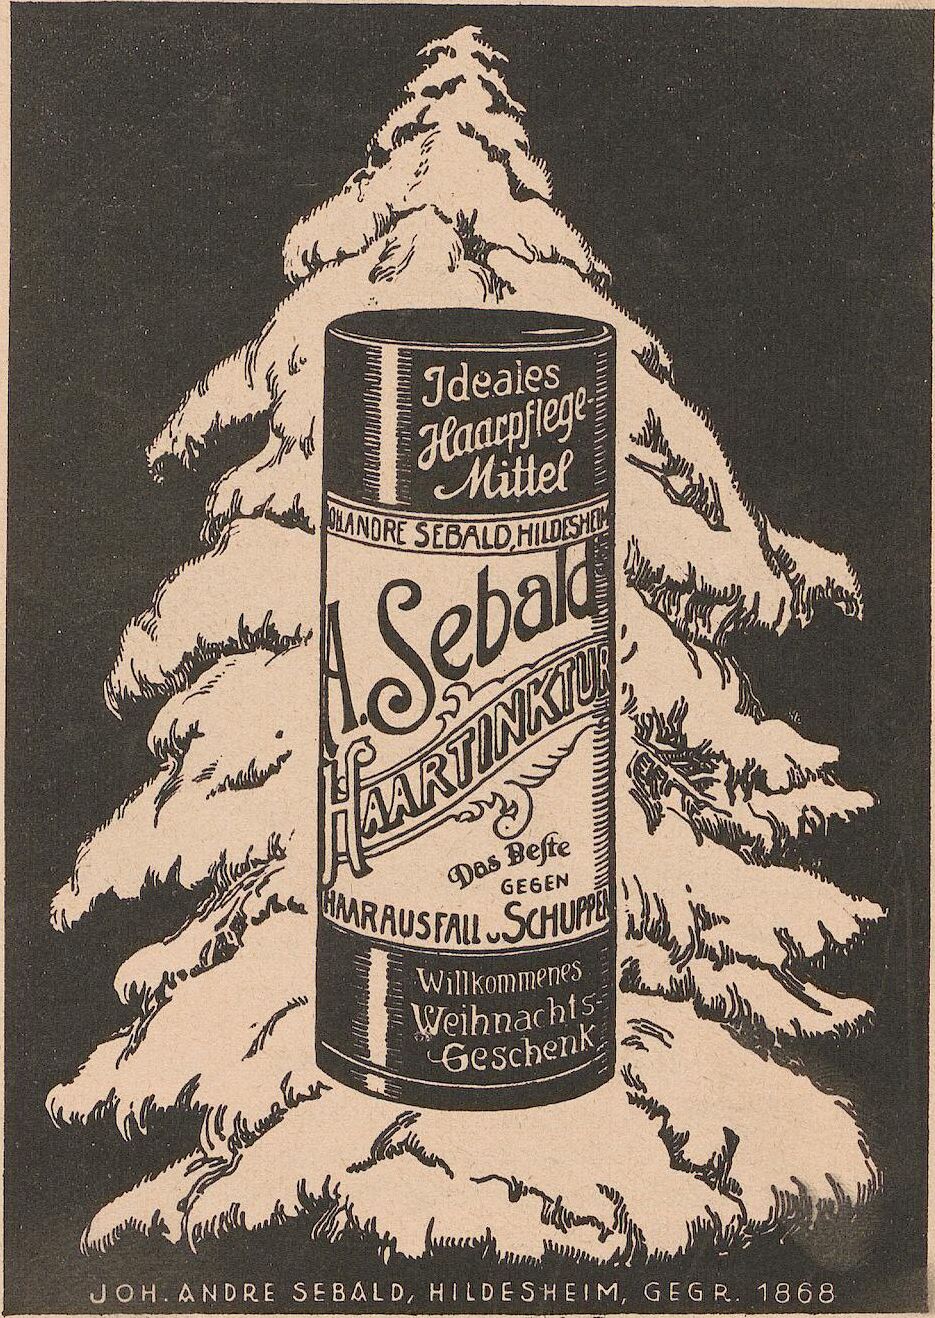 Ideales
Haarpflege-
Mittel
JOH. ANDRE SEBALD, HILDESHEIM
A. Sebald
HAARTINKTUR
Das Beſte
GEGEN
HAARAUSFALL u. SCHUPPEN
Willkommenes
Weihnachts-
Geschenk
JOH. ANDRE SEBALD, HILDESHEIM, GEGR. 1868